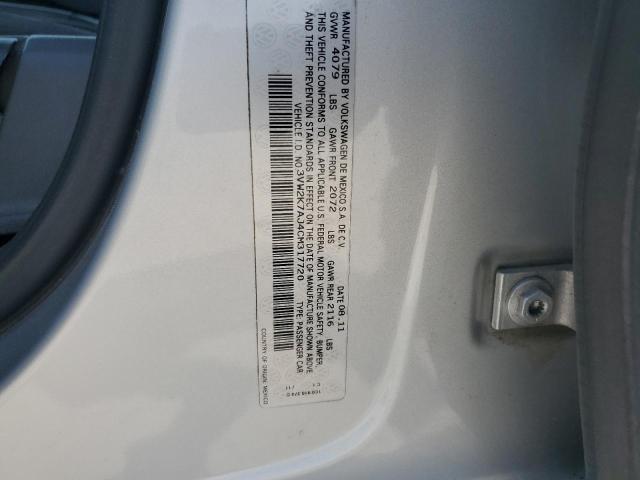 MANUFACTURED BY VOLKSWAGEN DE MEXICO S.A. DE C.V. DATE 08.11
GVWR 4079 LBS GAWR FRONT 2072 LBS GAWR REAR 2116 LBS
THIS VEHICLE CONFORMS TO ALL APPLICABLE U.S. FEDERAL MOTOR VEHICLE SAFETY, BUMPER,
AND THEFT PREVENTION STANDARDS IN EFFECT ON THE DATE OF MANUFACTURE SHOWN ABOVE
VEHICLE I.D. NO. 3VW2K7AJ4CM317720 TYPE: PASSENGER CAR
COUNTRY OF ORIGIN: MEXICO